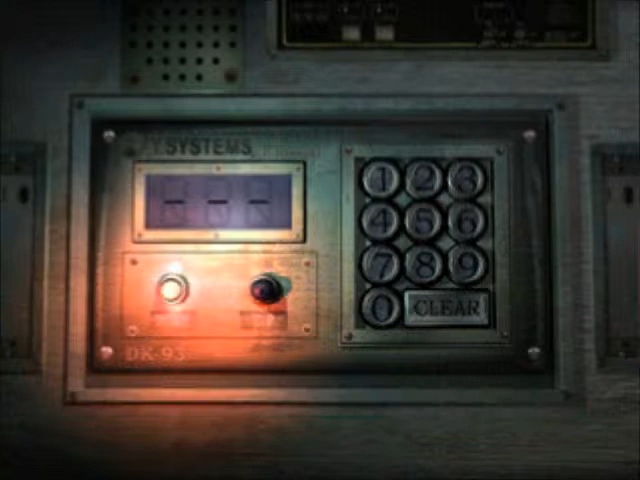 Y.SYSTEMS
- - -
1 2 3
4 5 6
7 8 9
0 CLEAR
DK-93